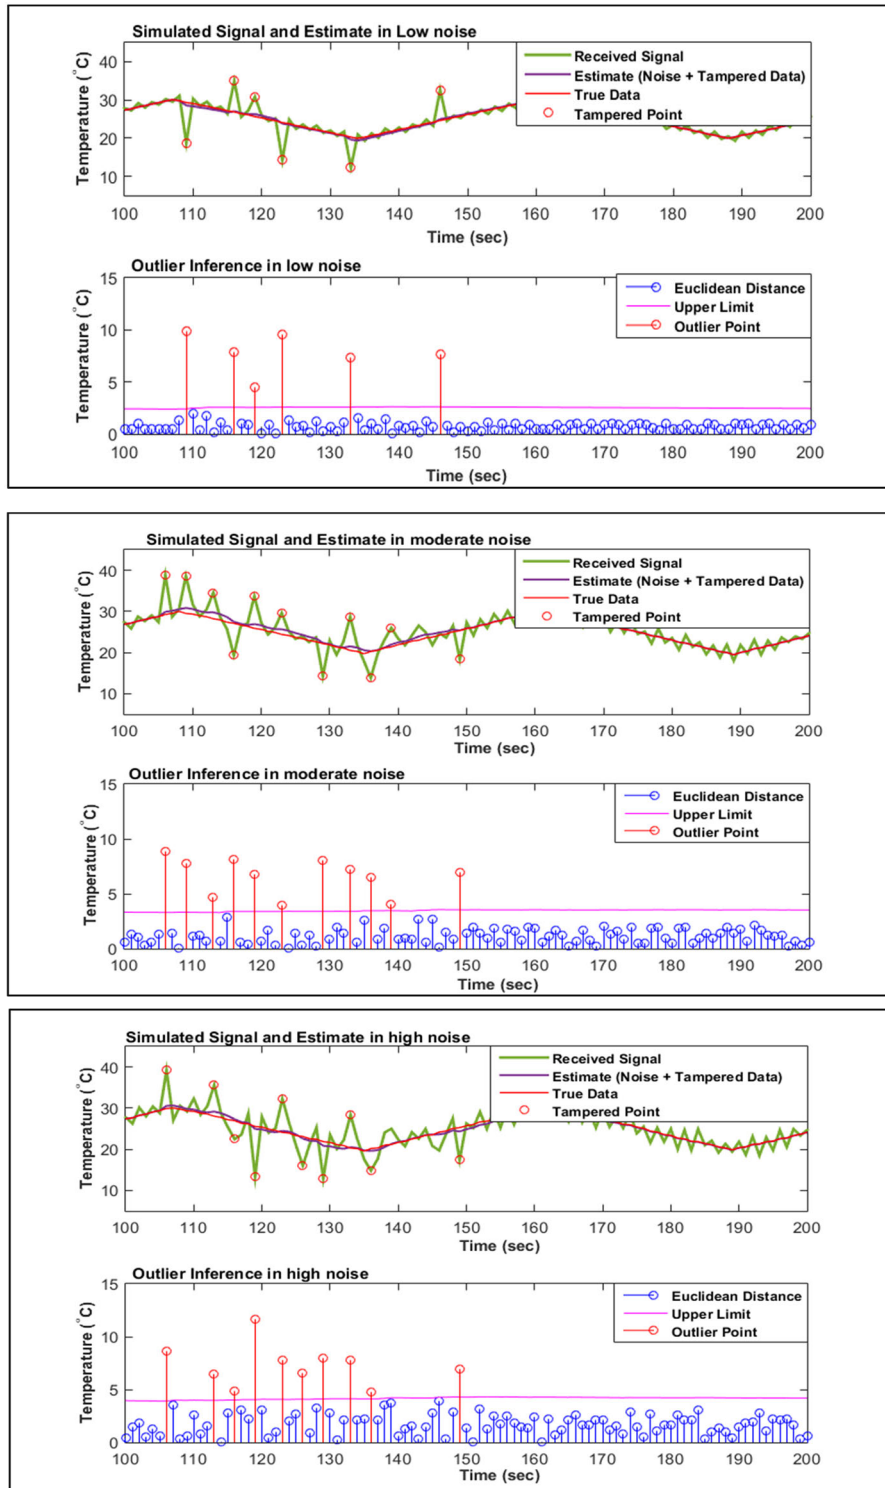 Simulated Signal and Estimate in Low noise
Temperature (°C)
40
30
20
10
Received Signal
Estimate (Noise + Tampered Data)
True Data
Tampered Point
100 110 120 130 140 150 160 170 180 190 200
Time (sec)
Outlier Inference in low noise
Temperature (°C)
15
10
5
0
Euclidean Distance
Upper Limit
Outlier Point
100 110 120 130 140 150 160 170 180 190 200
Time (sec)
Simulated Signal and Estimate in moderate noise
Temperature (°C)
40
30
20
10
Received Signal
Estimate (Noise + Tampered Data)
True Data
Tampered Point
100 110 120 130 140 150 160 170 180 190 200
Time (sec)
Outlier Inference in moderate noise
Temperature (°C)
15
10
5
0
Euclidean Distance
Upper Limit
Outlier Point
100 110 120 130 140 150 160 170 180 190 200
Time (sec)
Simulated Signal and Estimate in high noise
Temperature (°C)
40
30
20
10
Received Signal
Estimate (Noise + Tampered Data)
True Data
Tampered Point
100 110 120 130 140 150 160 170 180 190 200
Time (sec)
Outlier Inference in high noise
Temperature (°C)
15
10
5
0
Euclidean Distance
Upper Limit
Outlier Point
100 110 120 130 140 150 160 170 180 190 200
Time (sec)